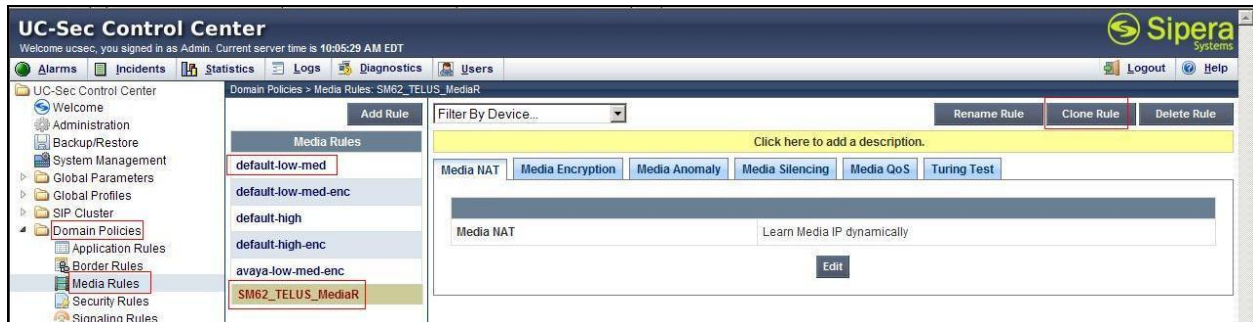 UC-Sec Control Center
Welcome ucsec, you signed in as Admin. Current server time is 10:05:29 AM EDT
Sipera
Systems
Alarms Incidents Statistics Logs Diagnostics Users Logout Help
UC-Sec Control Center
Welcome
Administration
Backup/Restore
System Management
Global Parameters
Global Profiles
SIP Cluster
Domain Policies
Application Rules
Border Rules
Media Rules
Security Rules
Signaling Rules
Domain Policies > Media Rules: SM62_TELUS_MediaR
Add Rule
Filter By Device...
Rename Rule Clone Rule Delete Rule
Media Rules
default-low-med
default-low-med-enc
default-high
default-high-enc
avaya-low-med-enc
SM62_TELUS_MediaR
Click here to add a description.
Media NAT Media Encryption Media Anomaly Media Silencing Media QoS Turing Test
Media NAT Learn Media IP dynamically
Edit